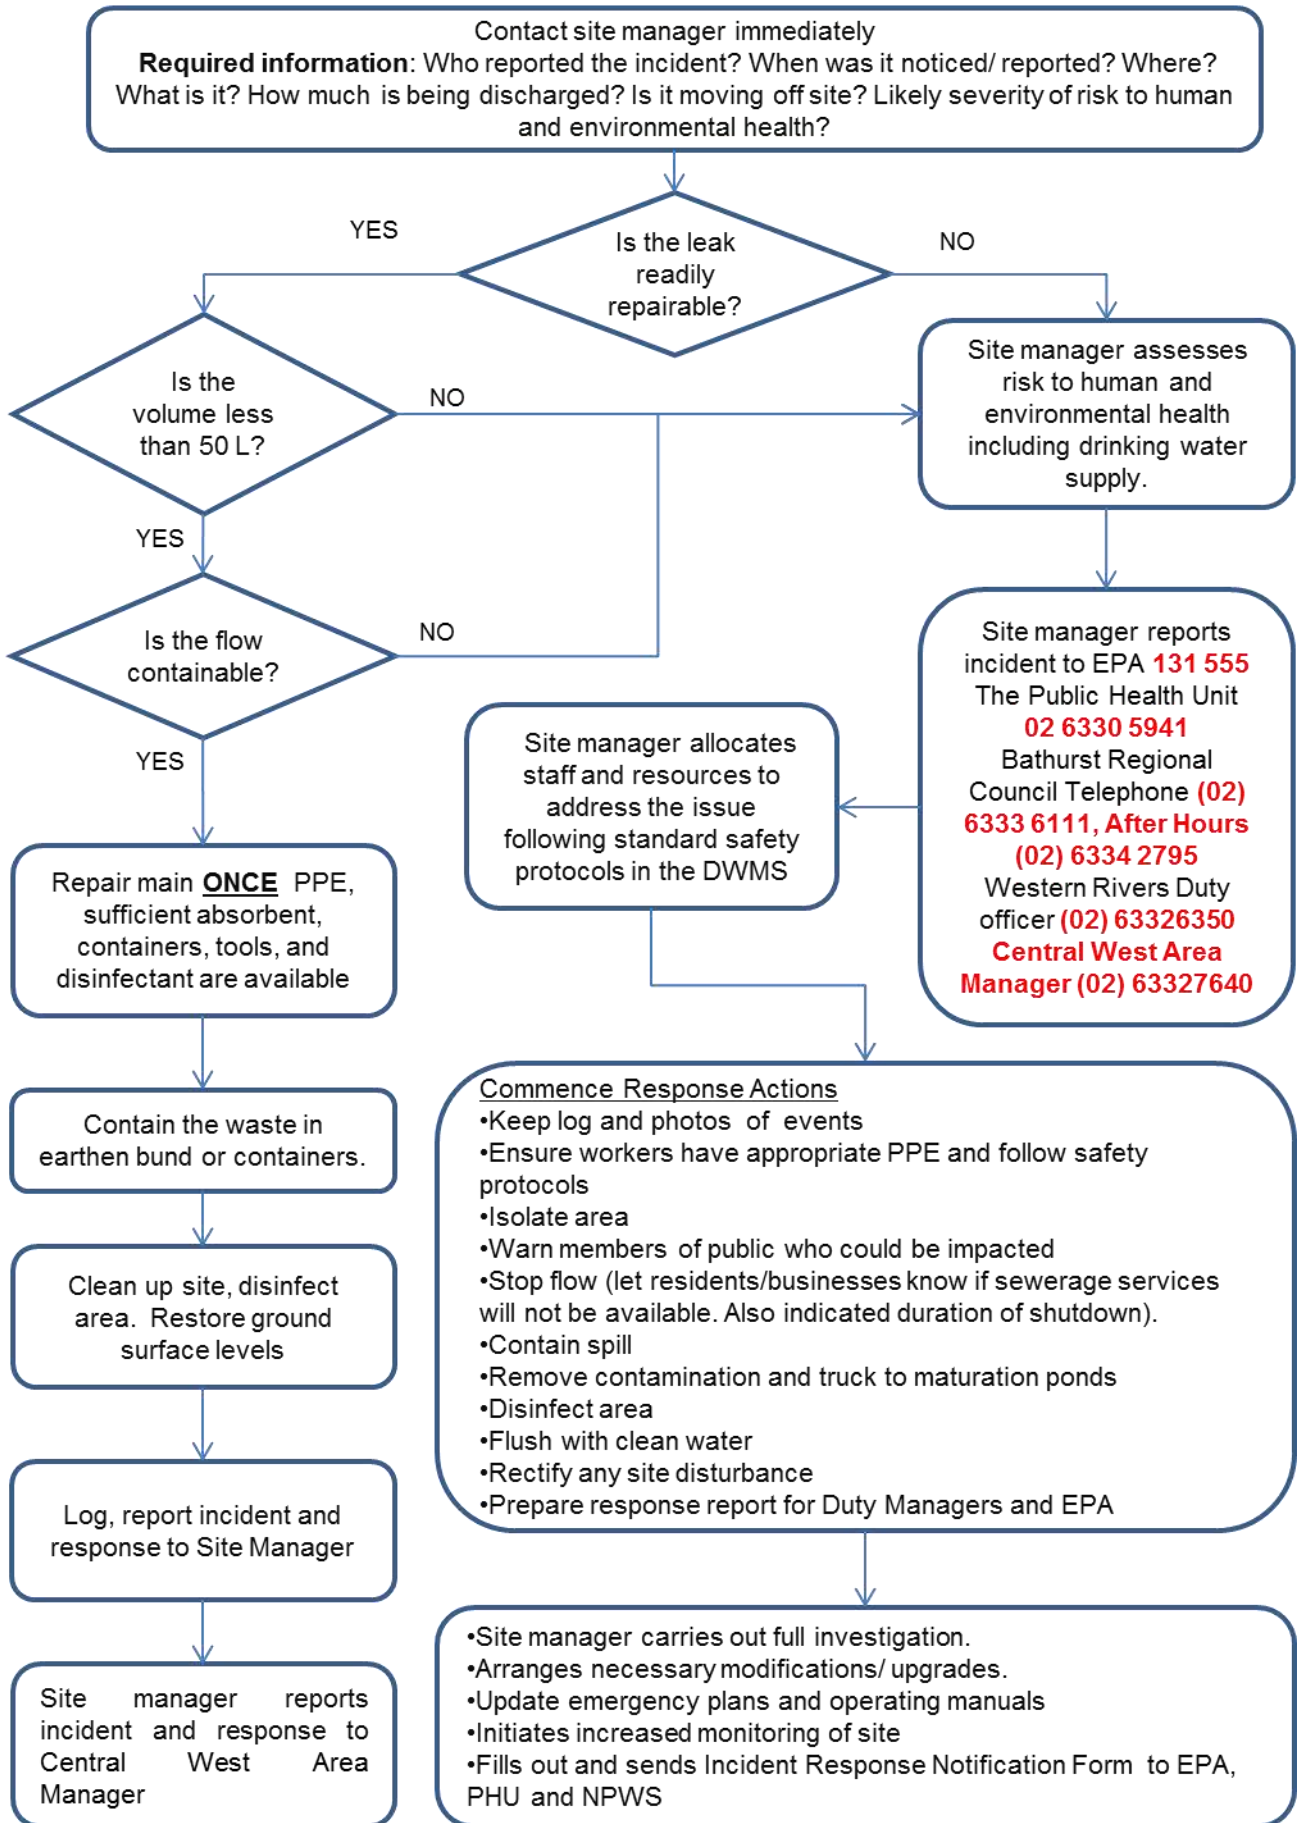 Contact site manager immediately
Required information: Who reported the incident? When was it noticed/ reported? Where?
What is it? How much is being discharged? Is it moving off site? Likely severity of risk to human
and environmental health?
YES
Is the leak
readily
repairable?
NO
Is the
volume less
than 50 L?
NO
Site manager assesses
risk to human and
environmental health
including drinking water
supply.
YES
Is the flow
containable?
NO
YES
Site manager reports
incident to EPA 131 555
The Public Health Unit
02 6330 5941
Bathurst Regional
Council Telephone (02)
6333 6111, After Hours
(02) 6334 2795
Western Rivers Duty
officer (02) 63326350
Central West Area
Manager (02) 63327640
Site manager allocates
staff and resources to
address the issue
following standard safety
protocols in the DWMS
Repair main ONCE PPE,
sufficient absorbent,
containers, tools, and
disinfectant are available
Contain the waste in
earthen bund or containers.
Clean up site, disinfect
area. Restore ground
surface levels
Log, report incident and
response to Site Manager
Site manager reports
incident and response to
Central West Area
Manager
Commence Response Actions
•Keep log and photos of events
•Ensure workers have appropriate PPE and follow safety
protocols
•Isolate area
•Warn members of public who could be impacted
•Stop flow (let residents/businesses know if sewerage services
will not be available. Also indicated duration of shutdown).
•Contain spill
•Remove contamination and truck to maturation ponds
•Disinfect area
•Flush with clean water
•Rectify any site disturbance
•Prepare response report for Duty Managers and EPA
•Site manager carries out full investigation.
•Arranges necessary modifications/ upgrades.
•Update emergency plans and operating manuals
•Initiates increased monitoring of site
•Fills out and sends Incident Response Notification Form to EPA,
PHU and NPWS